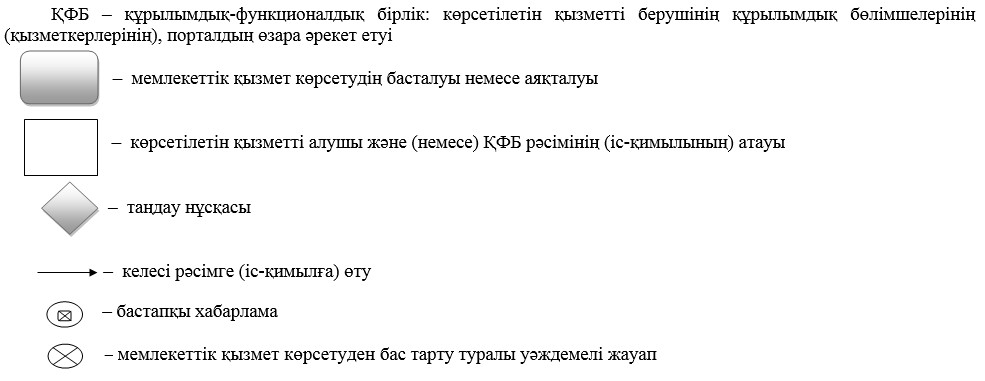 ҚФБ – құрылымдық-функционалдық бірлік: көрсетілетін қызметті берушінің құрылымдық бөлімшелерінің
(қызметкерлерінің), порталдың өзара әрекет етуі
– мемлекеттік қызмет көрсетудің басталуы немесе аяқталуы
– көрсетілетін қызметті алушы және (немесе) ҚФБ рәсімінің (іс-қимылының) атауы
– таңдау нұсқасы
– келесі рәсімге (іс-қимылға) өту
– бастапқы хабарлама
– мемлекеттік қызмет көрсетуден бас тарту туралы уәждемелі жауап